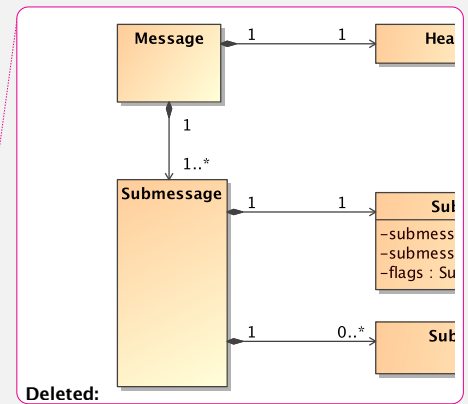 Message
1 1
Hea
1
1..*
Submessage
1 1
Sub
-submess
-submess
-flags : Su
1 0..*
Sub
Deleted: